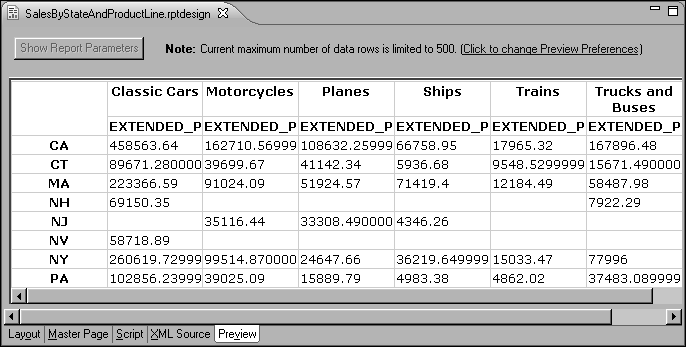 SalesByStateAndProductLine.rptdesign
Show Report Parameters Note: Current maximum number of data rows is limited to 500. (Click to change Preview Preferences)
Classic Cars Motorcycles Planes Ships Trains Trucks and
Buses
EXTENDED_P EXTENDED_P EXTENDED_P EXTENDED_P EXTENDED_P EXTENDED_P
CA 458563.64 162710.56999 108632.25999 66758.95 17965.32 167896.48
CT 89671.280000 39699.67 41142.34 5936.68 9548.5299999 15671.490000
MA 223366.59 91024.09 51924.57 71419.4 12184.49 58487.98
NH 69150.35 7922.29
NJ 35116.44 33308.490000 4346.26
NV 58718.89
NY 260619.72999 99514.870000 24647.66 36219.649999 15033.47 77996
PA 102856.23999 39025.09 15889.79 4983.38 4862.02 37483.089999
Layout Master Page Script XML Source Preview